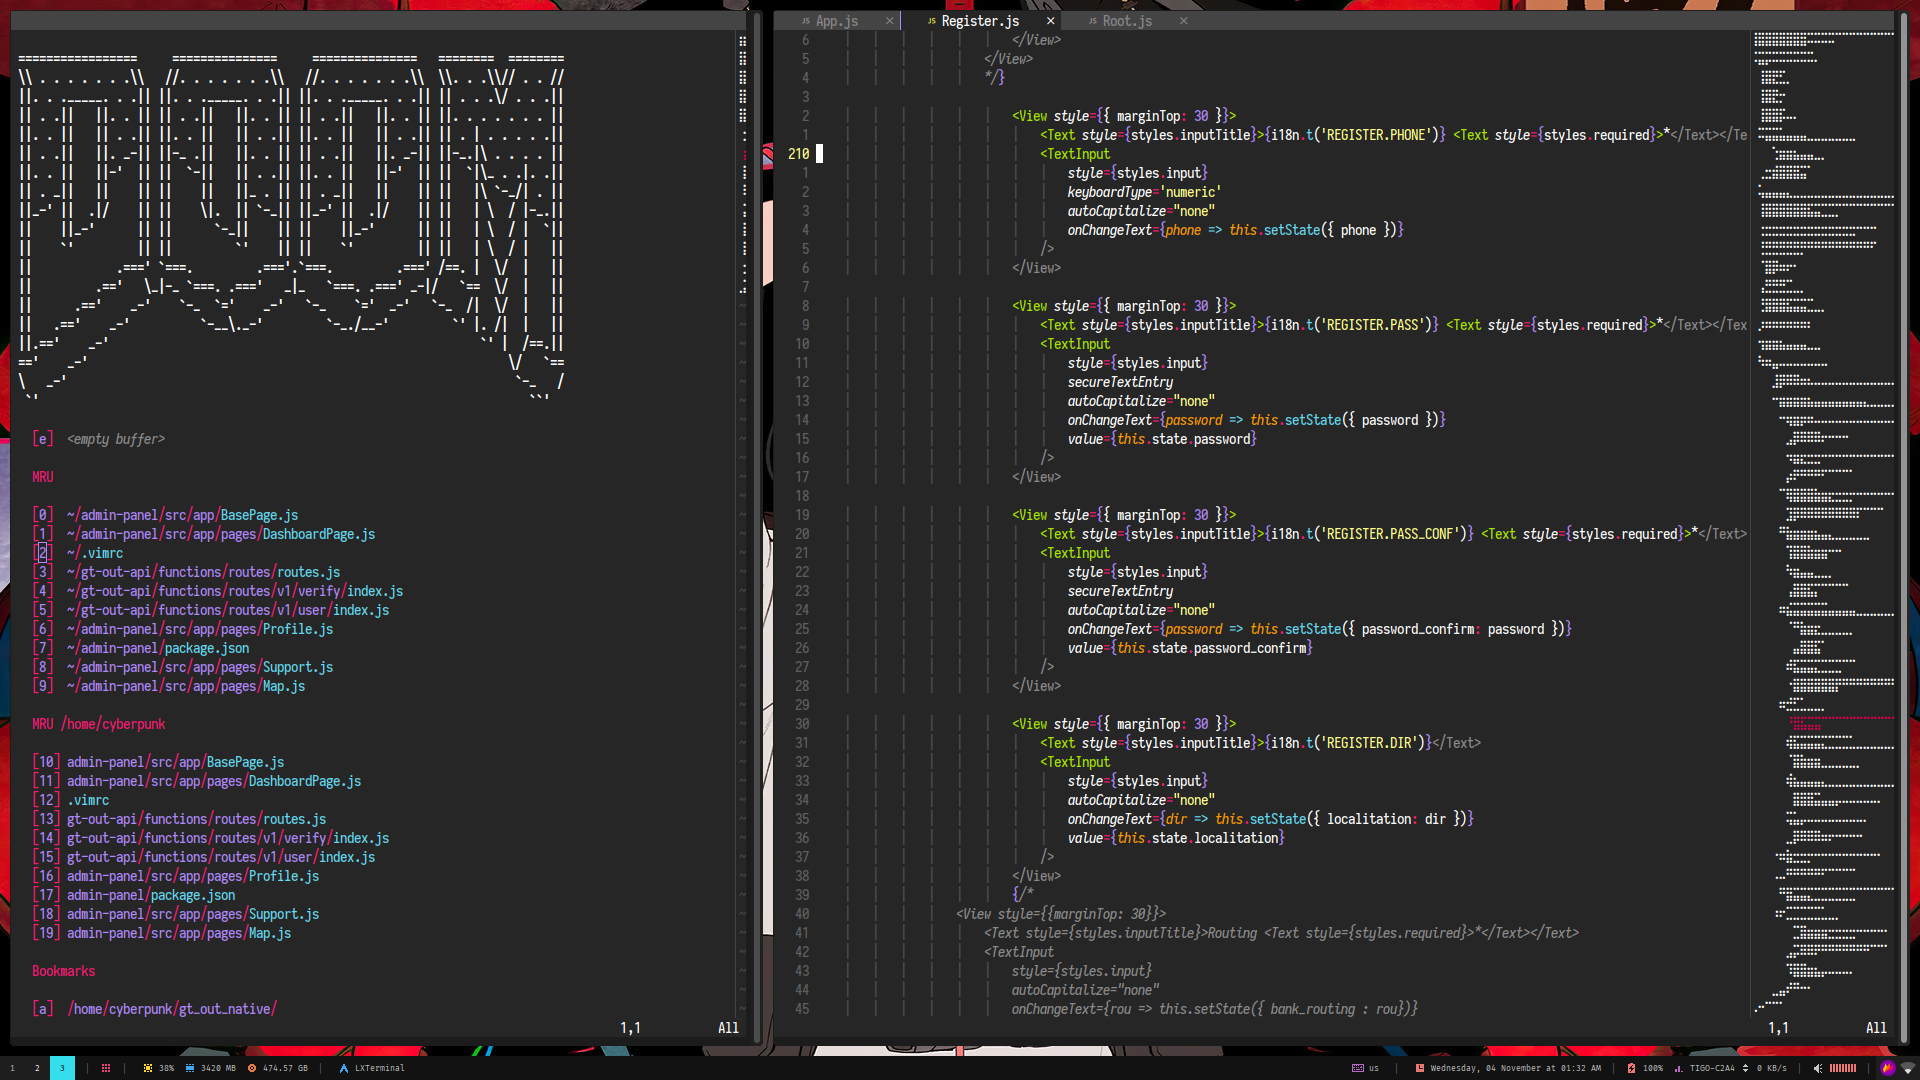 [e]  <empty buffer>
MRU
[0]  ~/admin-panel/src/app/BasePage.js
[1]  ~/admin-panel/src/app/pages/DashboardPage.js
[2]  ~/.vimrc
[3]  ~/gt-out-api/functions/routes/routes.js
[4]  ~/gt-out-api/functions/routes/v1/verify/index.js
[5]  ~/gt-out-api/functions/routes/v1/user/index.js
[6]  ~/admin-panel/src/app/pages/Profile.js
[7]  ~/admin-panel/package.json
[8]  ~/admin-panel/src/app/pages/Support.js
[9]  ~/admin-panel/src/app/pages/Map.js
MRU /home/cyberpunk
[10] admin-panel/src/app/BasePage.js
[11] admin-panel/src/app/pages/DashboardPage.js
[12] .vimrc
[13] gt-out-api/functions/routes/routes.js
[14] gt-out-api/functions/routes/v1/verify/index.js
[15] gt-out-api/functions/routes/v1/user/index.js
[16] admin-panel/src/app/pages/Profile.js
[17] admin-panel/package.json
[18] admin-panel/src/app/pages/Support.js
[19] admin-panel/src/app/pages/Map.js
Bookmarks
[a]  /home/cyberpunk/gt_out_native/
1,1 All
JS App.js × JS Register.js × JS Root.js ×
6 </View>
5 </View>
4 */}
3
2 <View style={{ marginTop: 30 }}>
1 <Text style={styles.inputTitle}>{i18n.t('REGISTER.PHONE')} <Text style={styles.required}>*</Text></Te
210 <TextInput
1 style={styles.input}
2 keyboardType='numeric'
3 autoCapitalize="none"
4 onChangeText={phone => this.setState({ phone })}
5 />
6 </View>
7
8 <View style={{ marginTop: 30 }}>
9 <Text style={styles.inputTitle}>{i18n.t('REGISTER.PASS')} <Text style={styles.required}>*</Text></Tex
10 <TextInput
11 style={styles.input}
12 secureTextEntry
13 autoCapitalize="none"
14 onChangeText={password => this.setState({ password })}
15 value={this.state.password}
16 />
17 </View>
18
19 <View style={{ marginTop: 30 }}>
20 <Text style={styles.inputTitle}>{i18n.t('REGISTER.PASS_CONF')} <Text style={styles.required}>*</Text>
21 <TextInput
22 style={styles.input}
23 secureTextEntry
24 autoCapitalize="none"
25 onChangeText={password => this.setState({ password_confirm: password })}
26 value={this.state.password_confirm}
27 />
28 </View>
29
30 <View style={{ marginTop: 30 }}>
31 <Text style={styles.inputTitle}>{i18n.t('REGISTER.DIR')}</Text>
32 <TextInput
33 style={styles.input}
34 autoCapitalize="none"
35 onChangeText={dir => this.setState({ localitation: dir })}
36 value={this.state.localitation}
37 />
38 </View>
39 {/*
40 <View style={{marginTop: 30}}>
41 <Text style={styles.inputTitle}>Routing <Text style={styles.required}>*</Text></Text>
42 <TextInput
43 style={styles.input}
44 autoCapitalize="none"
45 onChangeText={rou => this.setState({ bank_routing : rou})}
1,1 All
1 2 3 38% 3420 MB 474.57 GB LXTerminal us Wednesday, 04 November at 01:32 AM 100% TIGO-C2A4 0 KB/s